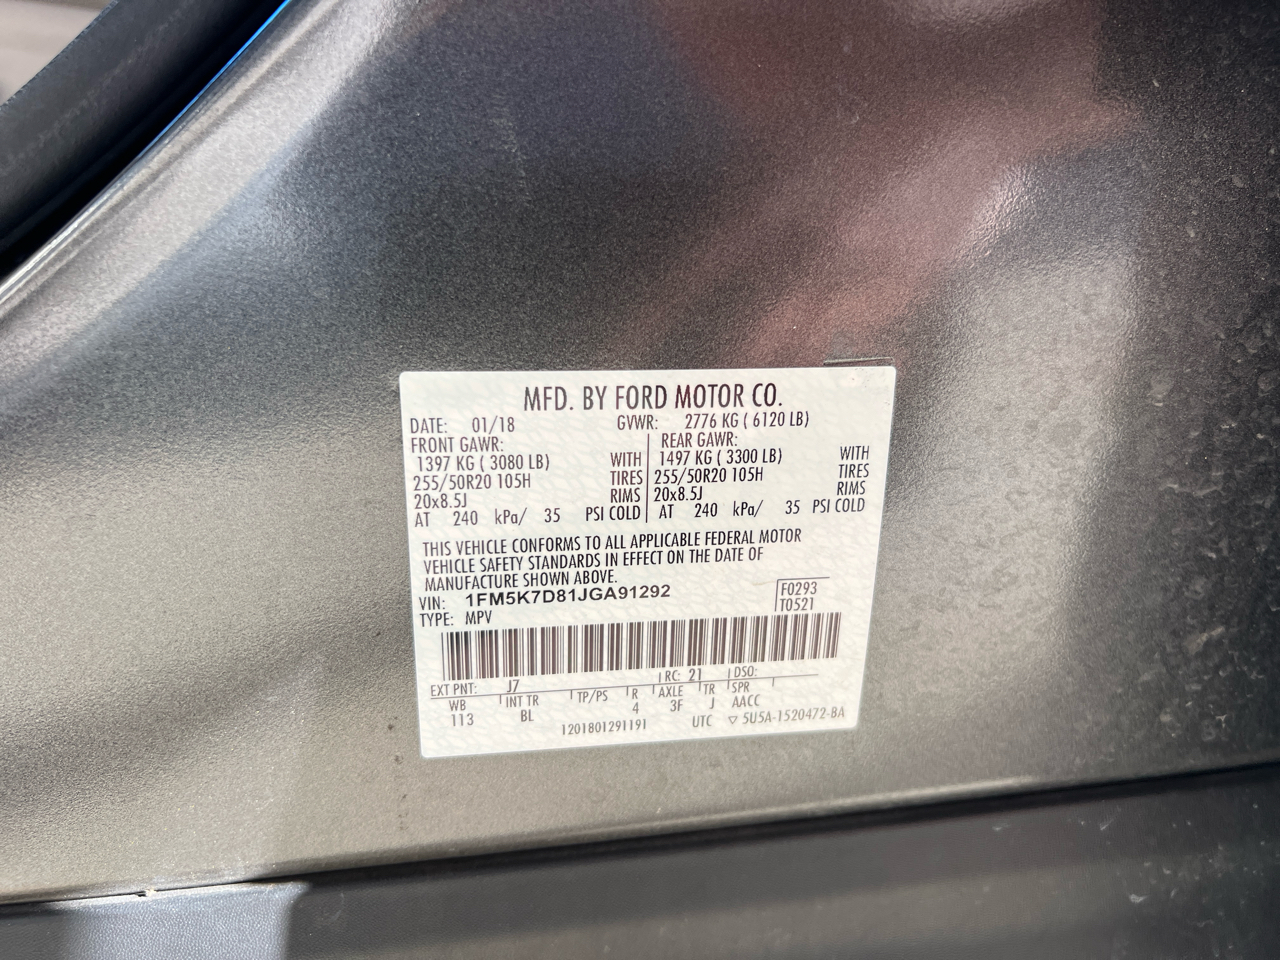 MFD. BY FORD MOTOR CO.
DATE: 01/18 GVWR: 2776 KG ( 6120 LB)
FRONT GAWR: REAR GAWR:
1397 KG ( 3080 LB) WITH 1497 KG ( 3300 LB) WITH
255/50R20 105H TIRES 255/50R20 105H TIRES
20x8.5J RIMS 20x8.5J RIMS
AT 240 kPa/ 35 PSI COLD AT 240 kPa/ 35 PSI COLD
THIS VEHICLE CONFORMS TO ALL APPLICABLE FEDERAL MOTOR
VEHICLE SAFETY STANDARDS IN EFFECT ON THE DATE OF
MANUFACTURE SHOWN ABOVE.
VIN: 1FM5K7D81JGA91292 F0293
TYPE: MPV T0521
EXT PNT: J7 RC: 21 DSO:
WB INT TR TP/PS R AXLE TR SPR
113 BL 4 3F J AACC
1201801291191 UTC ▽ 5U5A-1520472-BA